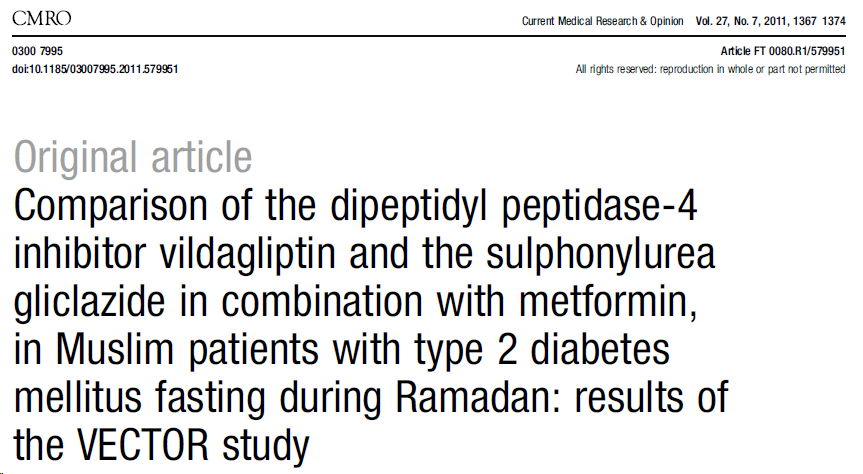 CMRO
Current Medical Research & Opinion Vol. 27, No. 7, 2011, 1367 1374
0300 7995
Article FT 0080.R1/579951
doi:10.1185/03007995.2011.579951
All rights reserved: reproduction in whole or part not permitted
Original article
Comparison of the dipeptidyl peptidase-4
inhibitor vildagliptin and the sulphonylurea
gliclazide in combination with metformin,
in Muslim patients with type 2 diabetes
mellitus fasting during Ramadan: results of
the VECTOR study